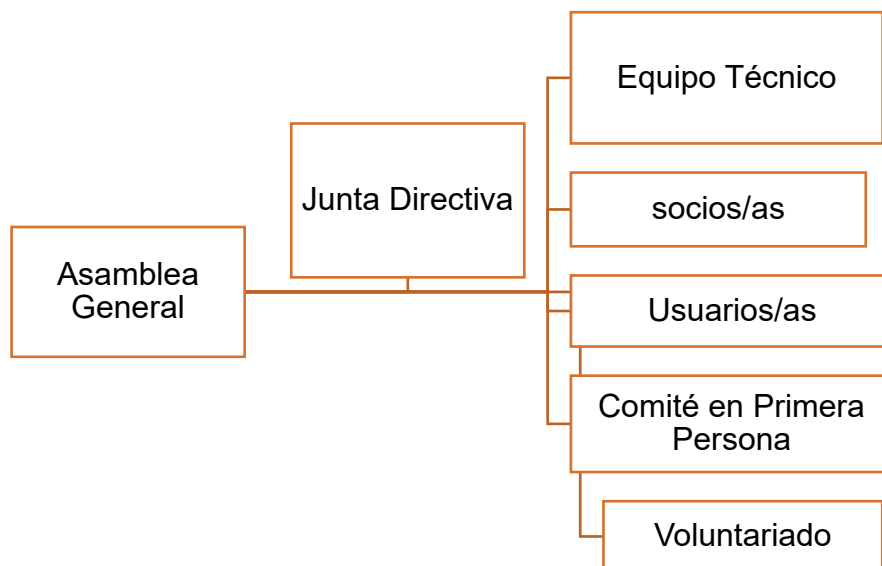 Equipo Técnico
Junta Directiva
socios/as
Asamblea
General
Usuarios/as
Comité en Primera
Persona
Voluntariado